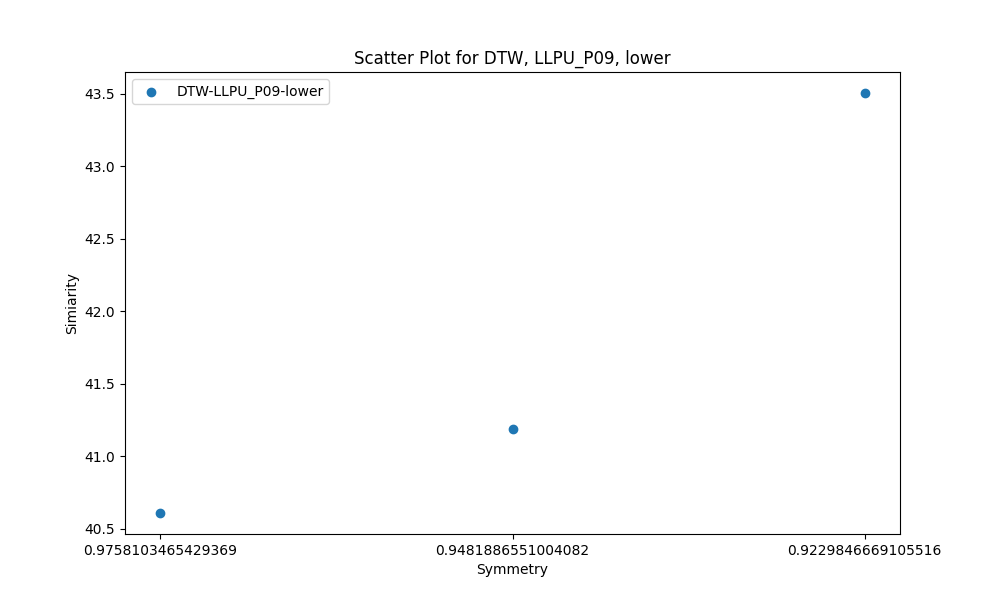 Scatter Plot for DTW, LLPU_P09, lower
DTW-LLPU_P09-lower
43.5
43.0
42.5
42.0
41.5
41.0
40.5
Simiarity
0.9758103465429369
0.9481886551004082
0.9229846669105516
Symmetry